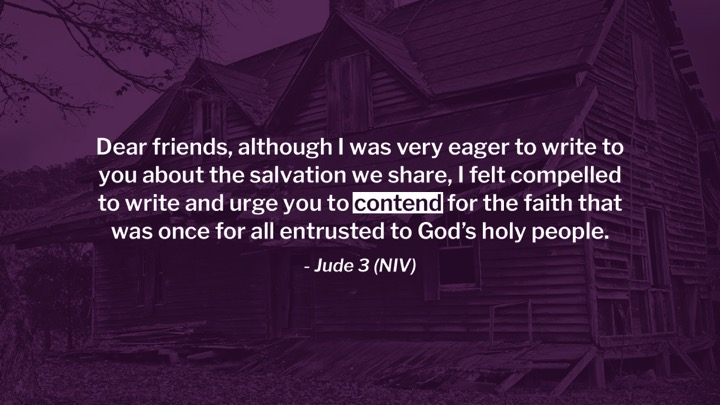 Dear friends, although I was very eager to write to
you about the salvation we share, I felt compelled
to write and urge you to contend for the faith that
was once for all entrusted to God’s holy people.
- Jude 3 (NIV)